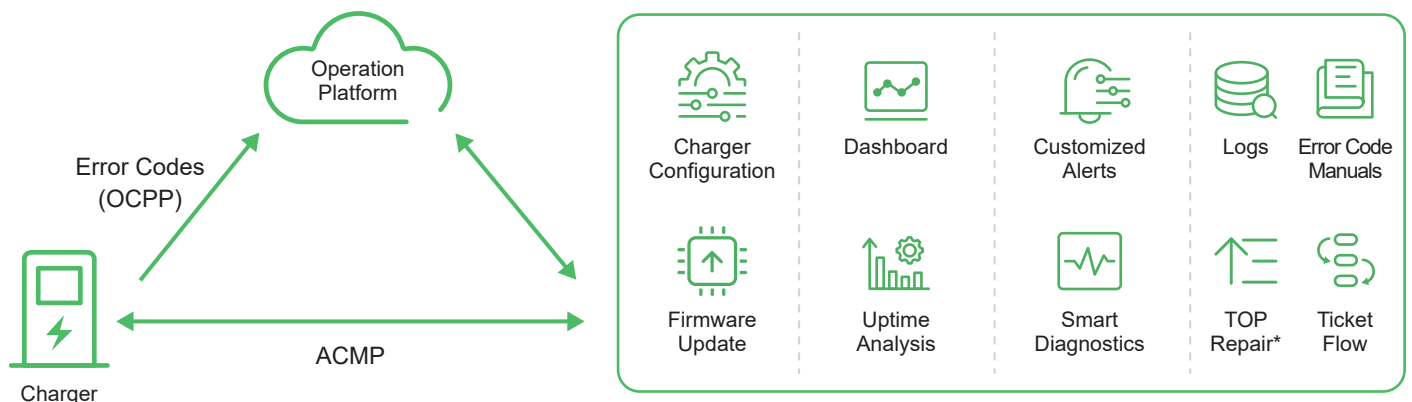 Operation
Platform
Error Codes
(OCPP)
ACMP
Charger
Charger
Configuration
Dashboard
Customized
Alerts
Logs
Error Code
Manuals
Firmware
Update
Uptime
Analysis
Smart
Diagnostics
TOP
Repair*
Ticket
Flow